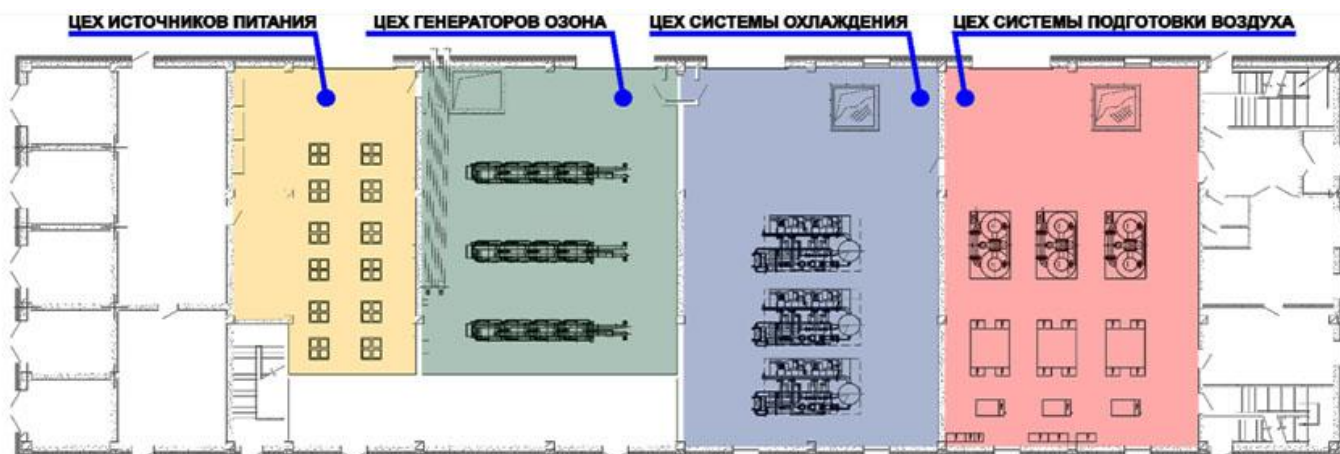 ЦЕХ ИСТОЧНИКОВ ПИТАНИЯ
ЦЕХ ГЕНЕРАТОРОВ ОЗОНА
ЦЕХ СИСТЕМЫ ОХЛАЖДЕНИЯ
ЦЕХ СИСТЕМЫ ПОДГОТОВКИ ВОЗДУХА